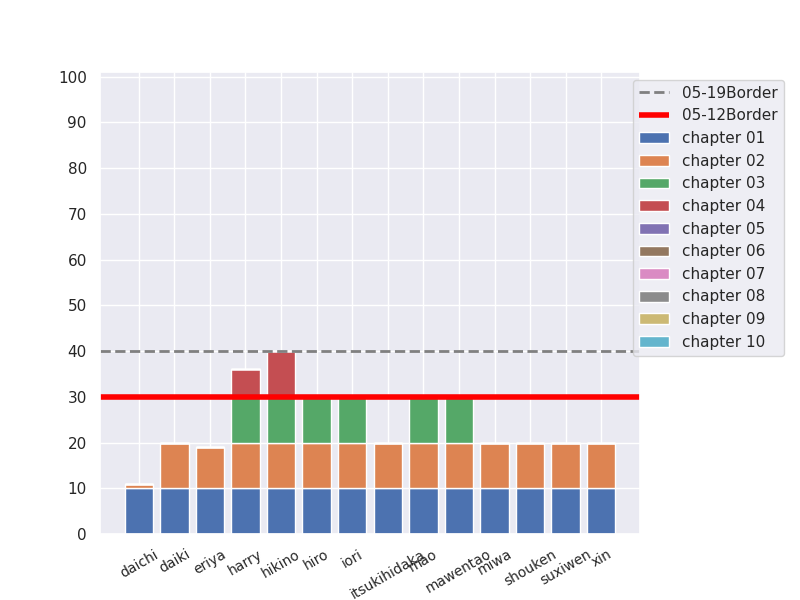 100
90
80
70
60
50
40
30
20
10
0
daichi
daiki
eriya
harry
hikino
hiro
iori
itsukihidaka
mao
mawentao
miwa
shouken
suxiwen
xin
05-19Border
05-12Border
chapter 01
chapter 02
chapter 03
chapter 04
chapter 05
chapter 06
chapter 07
chapter 08
chapter 09
chapter 10